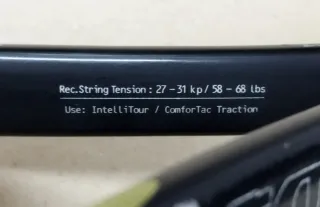 Rec.String Tension : 27 – 31 kp / 58 – 68 lbs
Use: IntelliTour / ComforTac Traction